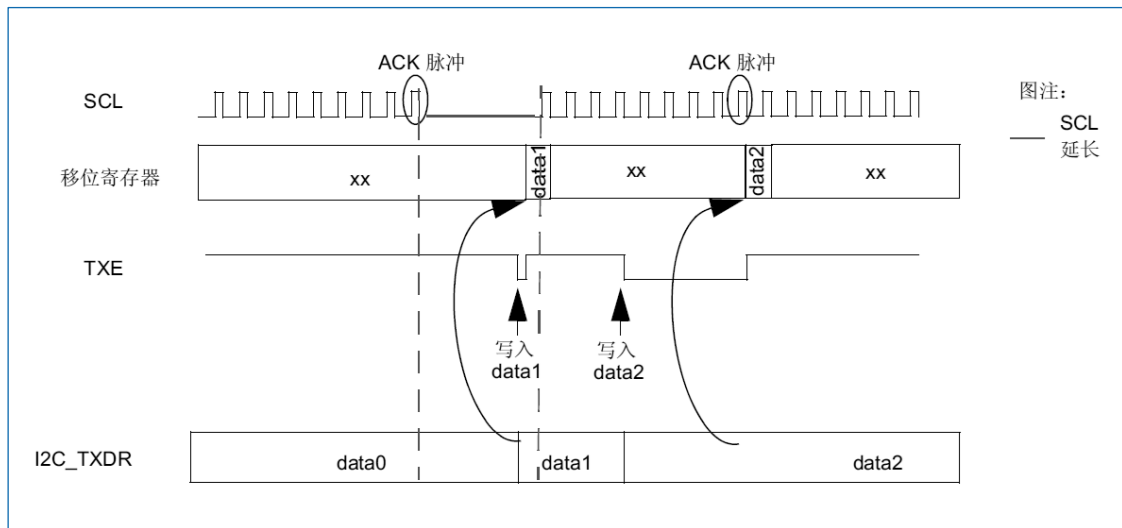 ACK 脉冲
ACK 脉冲
SCL
图注：
SCL
延长
移位寄存器
xx
data1
xx
data2
xx
TXE
写入
data1
写入
data2
I2C_TXDR
data0
data1
data2